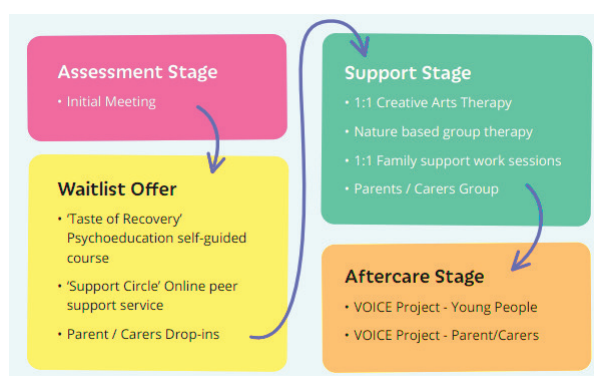 Assessment Stage
• Initial Meeting
Waitlist Offer
• ‘Taste of Recovery’
Psychoeducation self-guided
course
• ‘Support Circle’ Online peer
support service
• Parent / Carers Drop-ins
Support Stage
• 1:1 Creative Arts Therapy
• Nature based group therapy
• 1:1 Family support work sessions
• Parents / Carers Group
Aftercare Stage
• VOICE Project - Young People
• VOICE Project - Parent/Carers